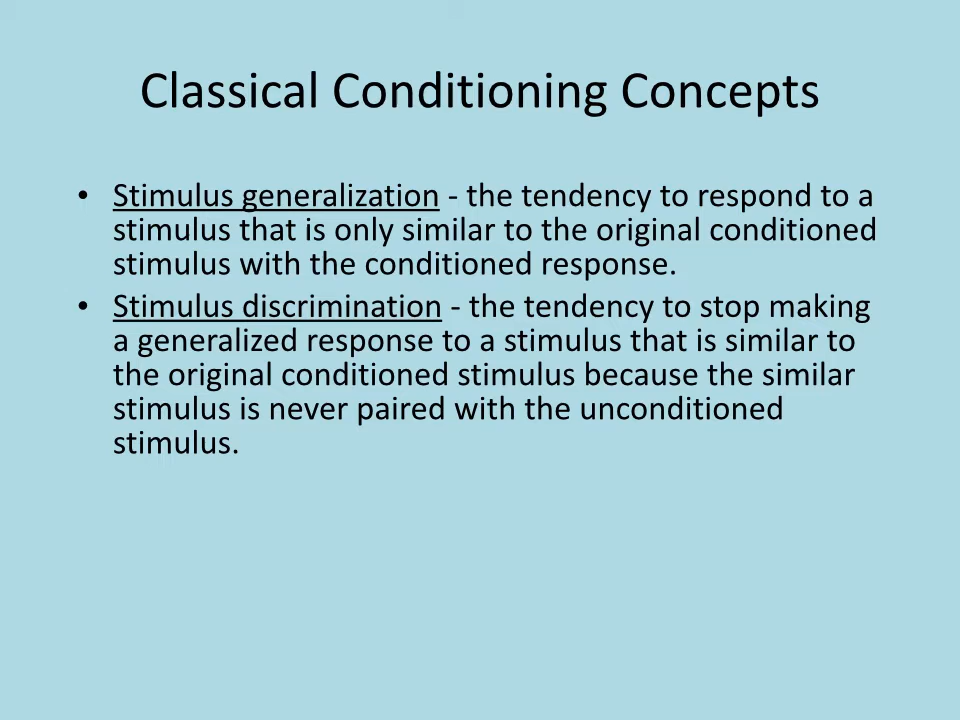 Classical Conditioning Concepts
• Stimulus generalization - the tendency to respond to a
stimulus that is only similar to the original conditioned
stimulus with the conditioned response.
• Stimulus discrimination - the tendency to stop making
a generalized response to a stimulus that is similar to
the original conditioned stimulus because the similar
stimulus is never paired with the unconditioned
stimulus.